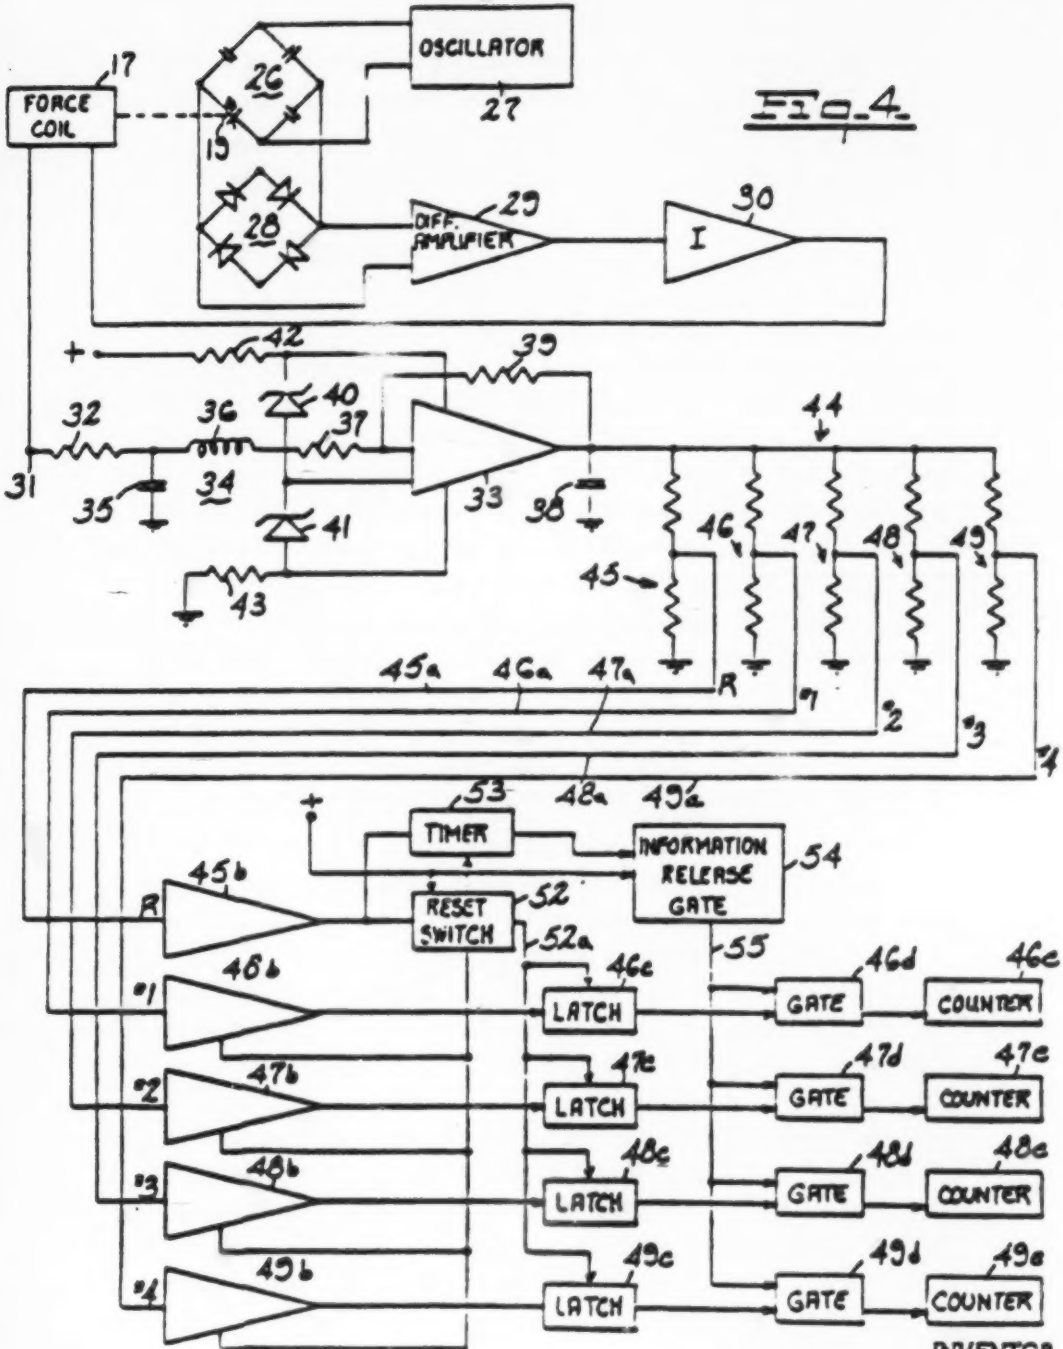 17
FORCE
COIL
26
19
OSCILLATOR
27
Fig. 4
28
29
DIFF.
AMPLIFIER
30
I
+
42
39
40
32
36
37
44
31
35
34
41
33
38
43
45
46
47
48
49
45a
46a
47a
R
#1
#2
#3
#4
48a
49a
+
53
TIMER
INFORMATION
RELEASE
GATE
54
R
45b
RESET
SWITCH
52
52a
55
#1
46b
LATCH
46c
GATE
46d
COUNTER
46e
#2
47b
LATCH
47c
GATE
47d
COUNTER
47e
#3
48b
LATCH
48c
GATE
48d
COUNTER
48e
#4
49b
LATCH
49c
GATE
49d
COUNTER
49e
INVENTOR